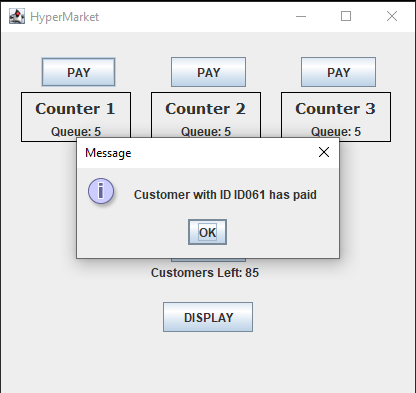 HyperMarket
PAY PAY PAY
Counter 1 Counter 2 Counter 3
Queue: 5 Queue: 5 Queue: 5
Message
i
Customer with ID ID061 has paid
OK
Customers Left: 85
DISPLAY